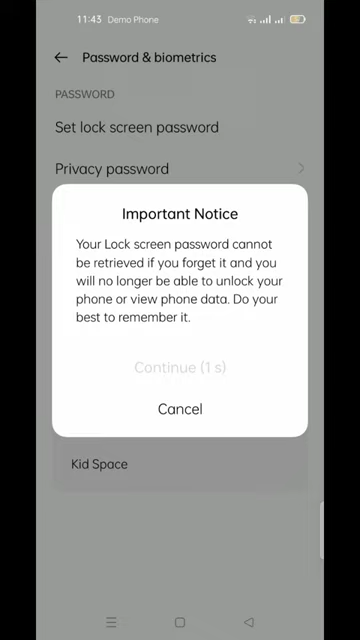 11:43 Demo Phone
Password & biometrics
PASSWORD
Set lock screen password
Privacy password
Important Notice
Your Lock screen password cannot
be retrieved if you forget it and you
will no longer be able to unlock your
phone or view phone data. Do your
best to remember it.
Continue (1 s)
Cancel
Kid Space